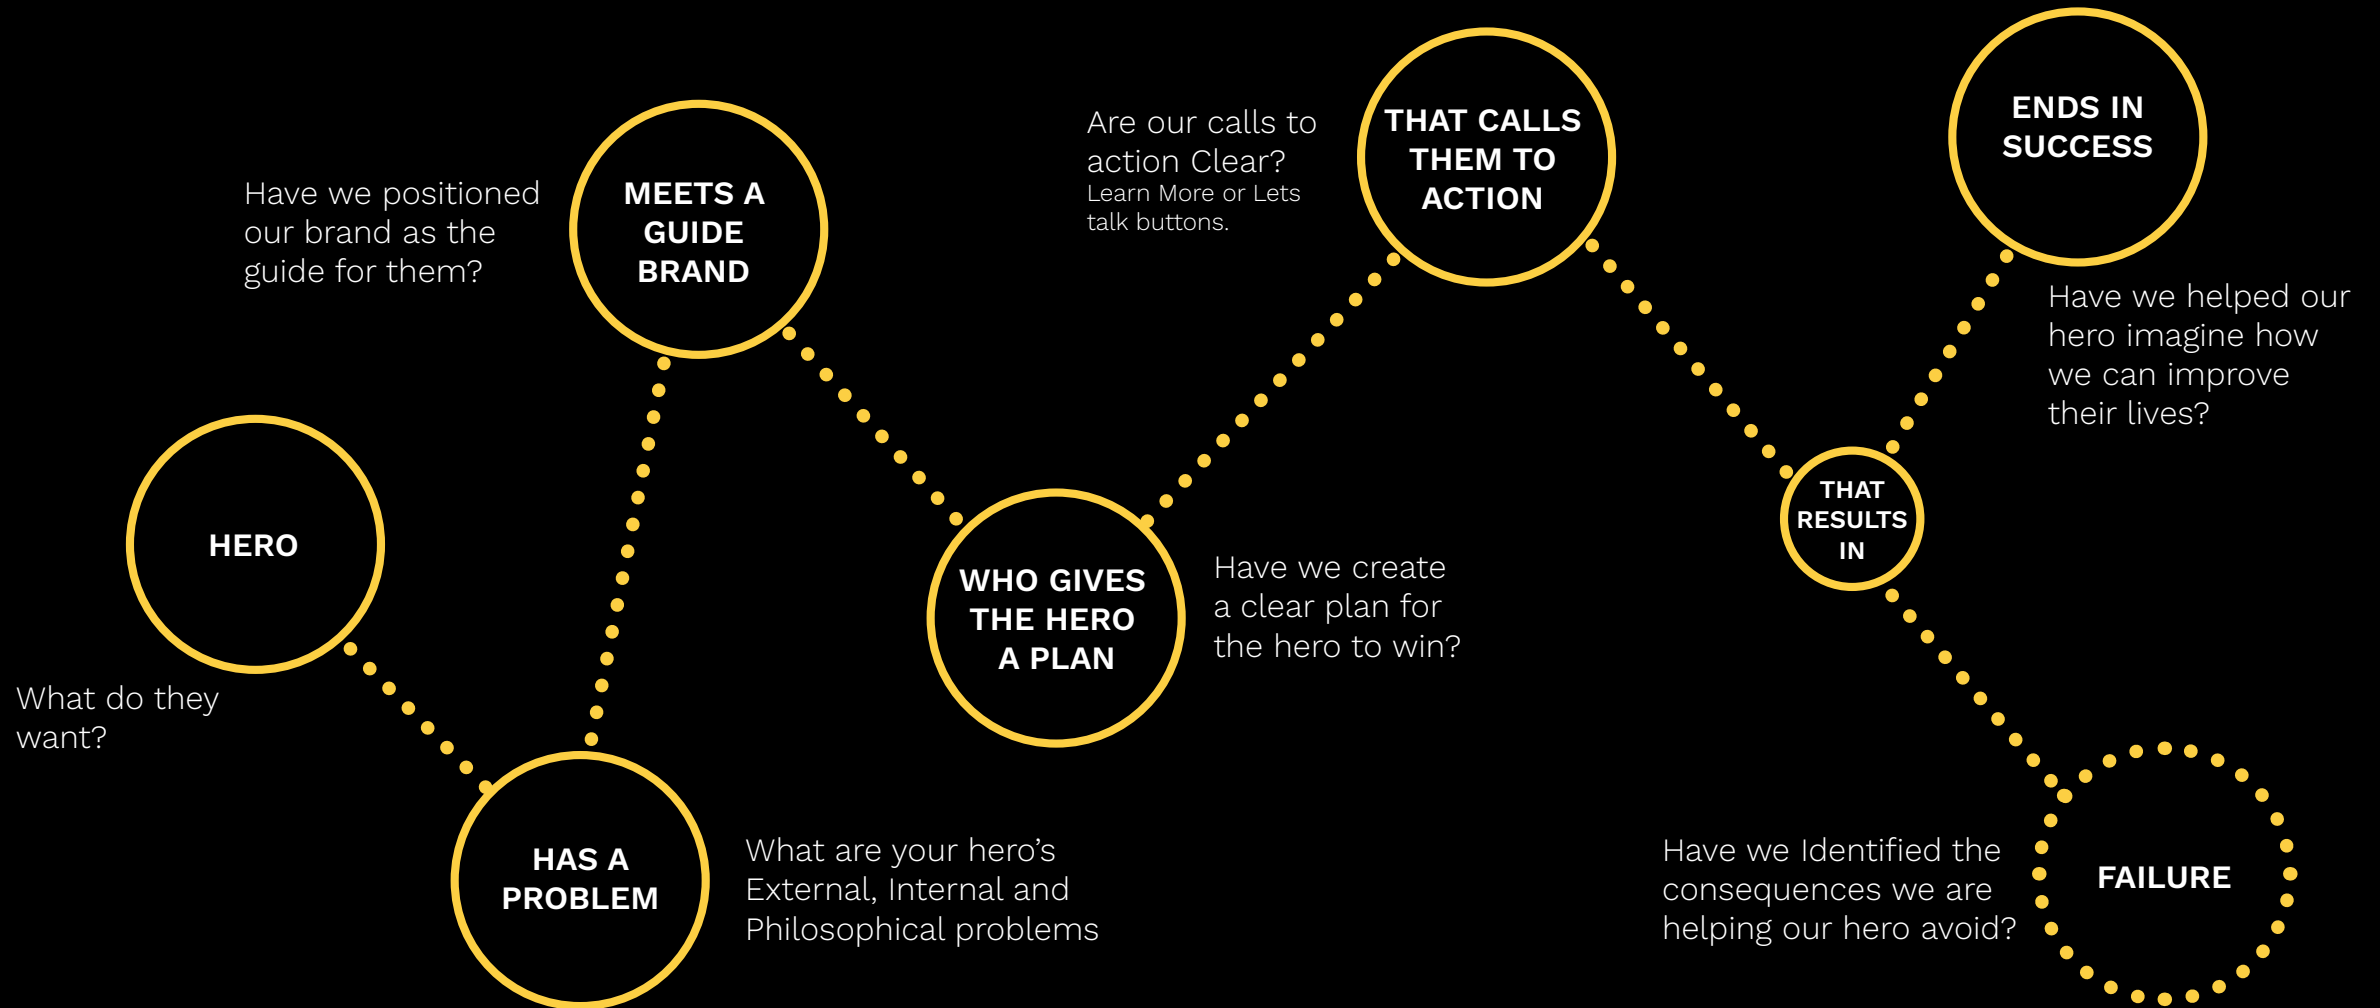 HERO
What do they
want?
HAS A
PROBLEM
What are your hero’s
External, Internal and
Philosophical problems
MEETS A
GUIDE
BRAND
Have we positioned
our brand as the
guide for them?
WHO GIVES
THE HERO
A PLAN
Have we create
a clear plan for
the hero to win?
THAT CALLS
THEM TO
ACTION
Are our calls to
action Clear?
Learn More or Lets
talk buttons.
THAT
RESULTS
IN
ENDS IN
SUCCESS
Have we helped our
hero imagine how
we can improve
their lives?
FAILURE
Have we Identified the
consequences we are
helping our hero avoid?